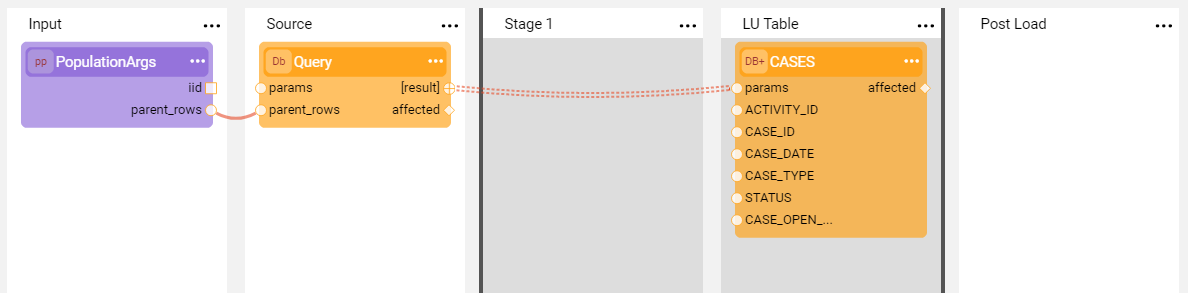 Input ...
Source ...
Stage 1 ...
LU Table ...
Post Load ...
pp PopulationArgs ...
iid
parent_rows
Db Query ...
params [result]
parent_rows affected
DB+ CASES ...
params affected
ACTIVITY_ID
CASE_ID
CASE_DATE
CASE_TYPE
STATUS
CASE_OPEN_...